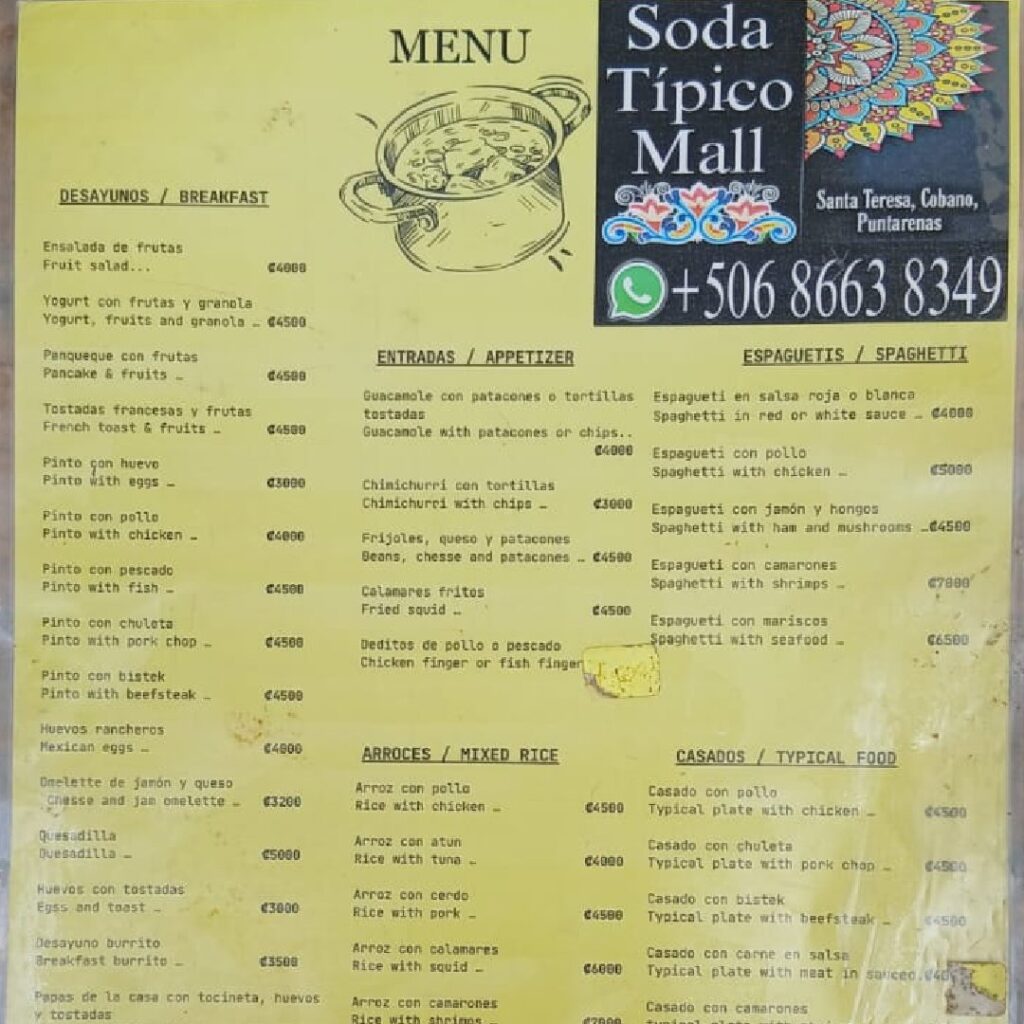 MENU
Soda
Típico
Mall
Santa Teresa, Cobano,
Puntarenas
+506 8663 8349
DESAYUNOS / BREAKFAST
Ensalada de frutas
Fruit salad... ₡4000
Yogurt con frutas y granola
Yogurt, fruits and granola … ₡4500
Panqueque con frutas
Pancake & fruits … ₡4500
Tostadas francesas y frutas
French toast & fruits … ₡4500
Pinto con huevo
Pinto with eggs … ₡3000
Pinto con pollo
Pinto with chicken … ₡4000
Pinto con pescado
Pinto with fish … ₡4500
Pinto con chuleta
Pinto with pork chop … ₡4500
Pinto con bistek
Pinto with beefsteak … ₡4500
Huevos rancheros
Mexican eggs … ₡4000
Omelette de jamón y queso
Chesse and jam omelette … ₡3200
Quesadilla
Quesadilla … ₡5000
Huevos con tostadas
Egss and toast … ₡3000
Desayuno burrito
Breakfast burrito … ₡3500
Papas de la casa con tocineta, huevos
y tostadas
ENTRADAS / APPETIZER
Guacamole con patacones o tortillas
tostadas
Guacamole with patacones or chips..
₡4000
Chimichurri con tortillas
Chimichurri with chips … ₡3000
Frijoles, queso y patacones
Beans, chesse and patacones … ₡4500
Calamares fritos
Fried squid … ₡4500
Deditos de pollo o pescado
Chicken finger or fish finger
ARROCES / MIXED RICE
Arroz con pollo
Rice with chicken … ₡4500
Arroz con atun
Rice with tuna … ₡4000
Arroz con cerdo
Rice with pork … ₡4500
Arroz con calamares
Rice with squid … ₡6000
Arroz con camarones
Rice with shrimps … ₡7000
ESPAGUETIS / SPAGHETTI
Espagueti en salsa roja o blanca
Spaghetti in red or white sauce … ₡4000
Espagueti con pollo
Spaghetti with chicken … ₡5000
Espagueti con jamón y hongos
Spaghetti with ham and mushrooms …₡4500
Espagueti con camarones
Spaghetti with shrimps … ₡7000
Espagueti con mariscos
Spaghetti with seafood … ₡6500
CASADOS / TYPICAL FOOD
Casado con pollo
Typical plate with chicken … ₡4500
Casado con chuleta
Typical plate with pork chop … ₡4500
Casado con bistek
Typical plate with beefsteak … ₡4500
Casado con carne en salsa
Typical plate with meat in sauce
Casado con camarones
Typical plate with